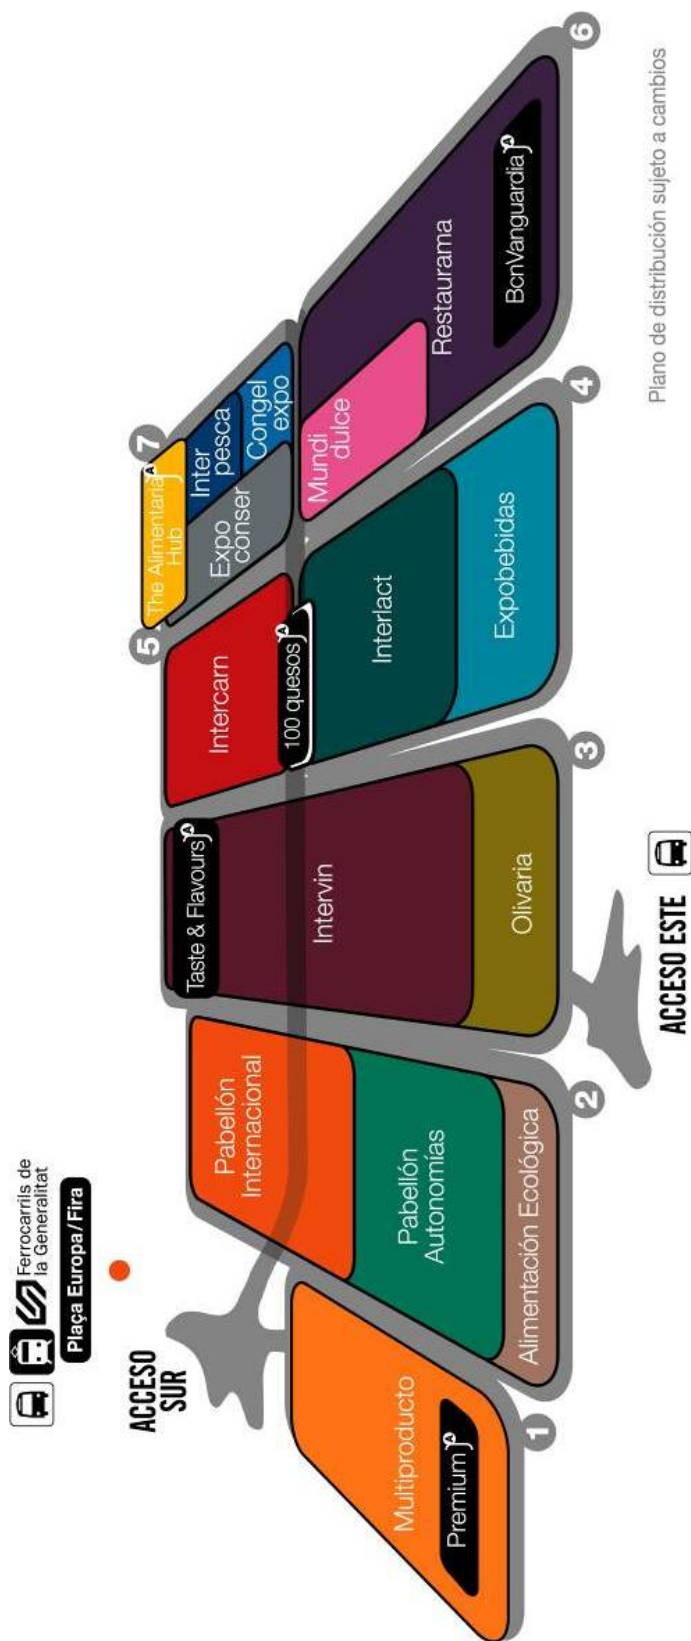 Ferrocarrils de
la Generalitat
Plaça Europa/Fira
ACCESO
SUR
Multiproducto
Premium
1
Pabellón
Internacional
Pabellón
Autonomías
Alimentación Ecológica
2
Taste & Flavours
Intervin
Olivaria
3
ACCESO ESTE
5
Intercarn
100 quesos
Interlact
Expobebidas
4
The Alimentaria
Hub
7
Expo
conser
Inter
pesca
Congel
expo
Mundi
dulce
Restaurama
BcnVanguardia
6
Plano de distribución sujeto a cambios